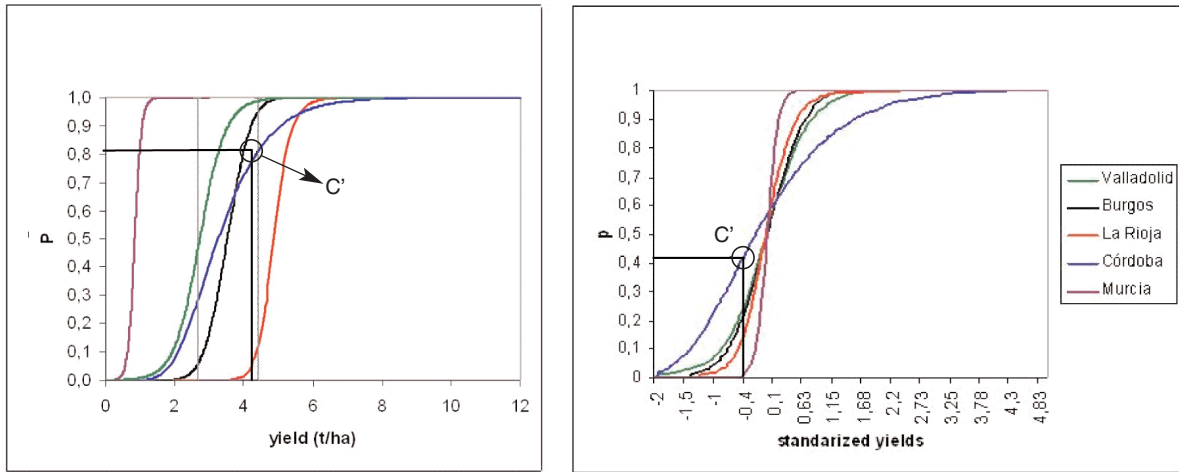 1,0
0,9
0,8
0,7
0,6
0,5
0,4
0,3
0,2
0,1
0,0
P
C'
0 2 4 6 8 10 12
yield (t/ha)
1
0,9
0,8
0,7
0,6
0,5
0,4
0,3
0,2
0,1
0
p
C'
-2 -1,5 -1 -0,4 0,1 0,63 1,15 1,68 2,2 2,73 3,25 3,78 4,3 4,83
standarized yields
Valladolid
Burgos
La Rioja
Córdoba
Murcia